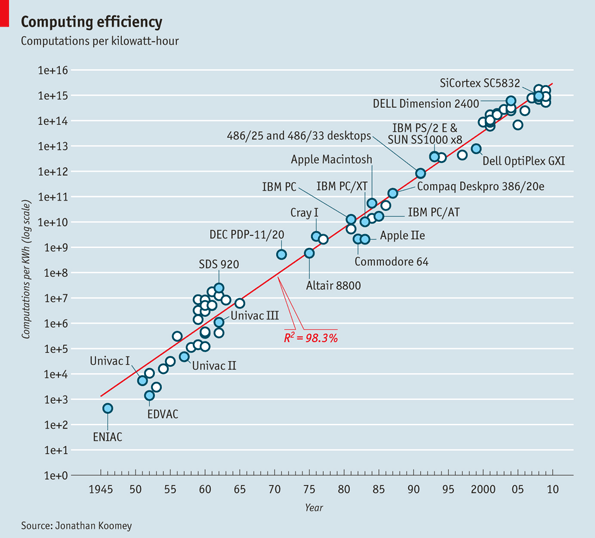 Computing efficiency
Computations per kilowatt-hour
1e+16
1e+15
1e+14
1e+13
1e+12
1e+11
1e+10
1e+9
1e+8
1e+7
1e+6
1e+5
1e+4
1e+3
1e+2
1e+1
1e+0
Computations per KWh (log scale)
SiCortex SC5832
DELL Dimension 2400
IBM PS/2 E &
SUN SS1000 x8
486/25 and 486/33 desktops
Dell OptiPlex GXI
Apple Macintosh
IBM PC
IBM PC/XT
Compaq Deskpro 386/20e
Cray I
IBM PC/AT
DEC PDP-11/20
Apple IIe
Commodore 64
SDS 920
Altair 8800
Univac III
R² = 98.3%
Univac I
Univac II
EDVAC
ENIAC
1945 50 55 60 65 70 75 80 85 90 95 2000 05 10
Year
Source: Jonathan Koomey